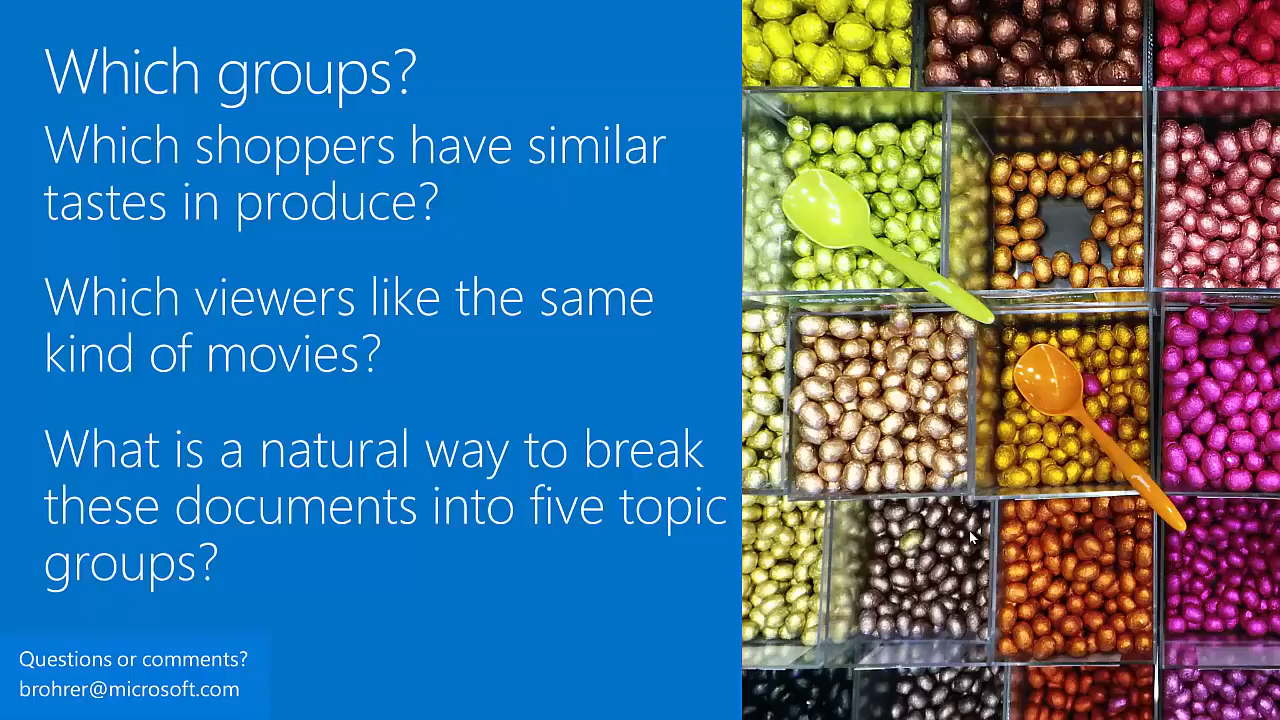 Which groups?
Which shoppers have similar
tastes in produce?
Which viewers like the same
kind of movies?
What is a natural way to break
these documents into five topic
groups?
Questions or comments?
brohrer@microsoft.com